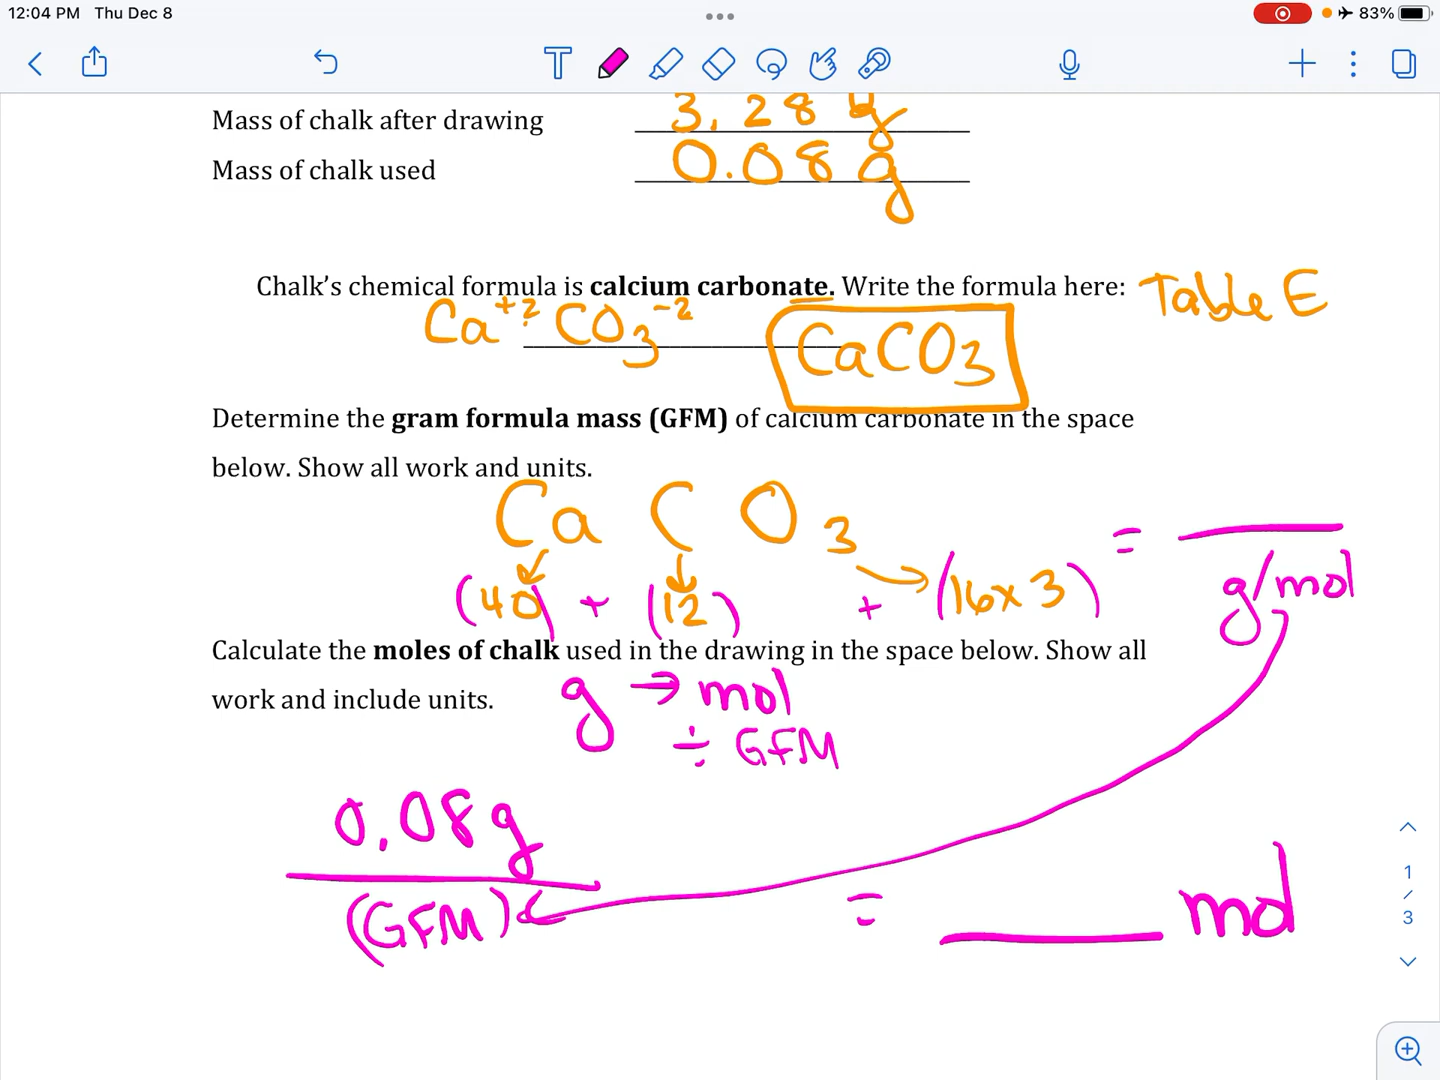 12:04 PM Thu Dec 8
83%
Mass of chalk after drawing 3.28 g
Mass of chalk used 0.08 g
Chalk's chemical formula is calcium carbonate. Write the formula here: Table E
Ca+2 CO3-2 CaCO3
Determine the gram formula mass (GFM) of calcium carbonate in the space
below. Show all work and units.
Ca C O3
(40) + (12) + (16x3) = ____ g/mol
Calculate the moles of chalk used in the drawing in the space below. Show all
work and include units.
g → mol
÷ GFM
0.08g
(GFM) = ____ mol
1
/
3